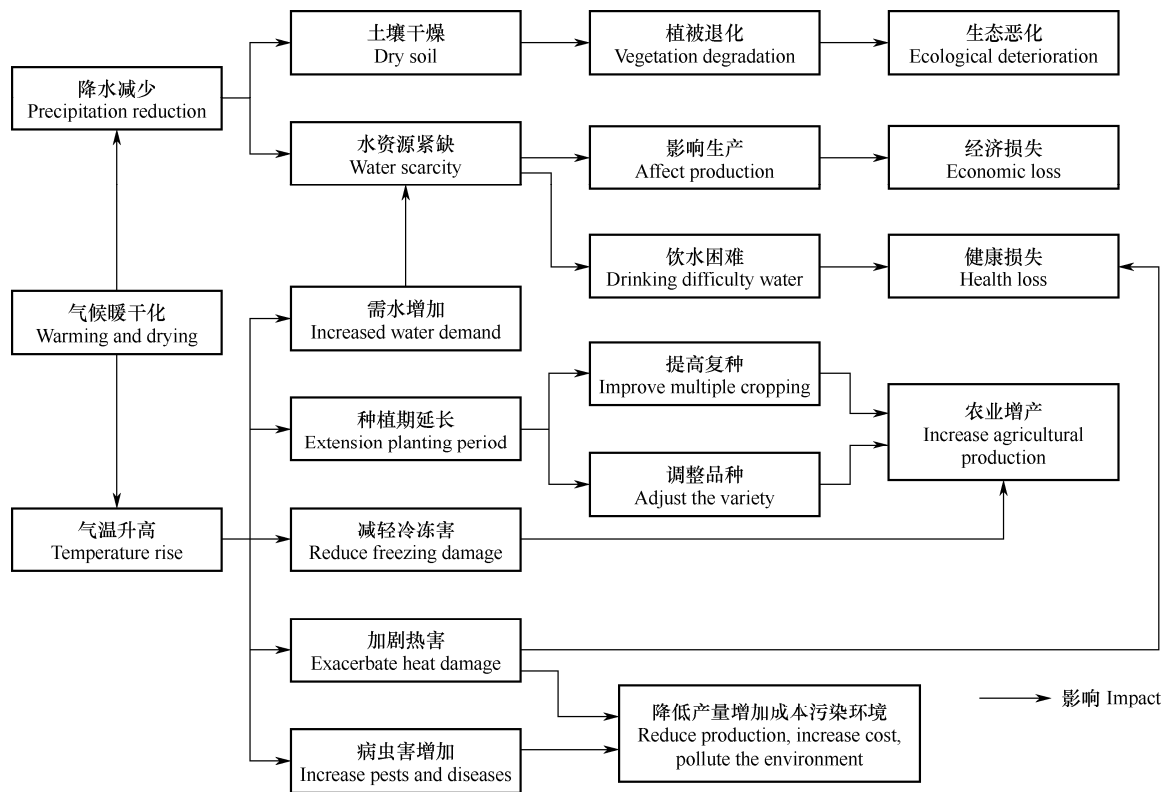 土壤干燥
Dry soil
植被退化
Vegetation degradation
生态恶化
Ecological deterioration
降水减少
Precipitation reduction
水资源紧缺
Water scarcity
影响生产
Affect production
经济损失
Economic loss
饮水困难
Drinking difficulty water
健康损失
Health loss
气候暖干化
Warming and drying
需水增加
Increased water demand
提高复种
Improve multiple cropping
种植期延长
Extension planting period
农业增产
Increase agricultural
production
调整品种
Adjust the variety
气温升高
Temperature rise
减轻冷冻害
Reduce freezing damage
加剧热害
Exacerbate heat damage
降低产量增加成本污染环境
Reduce production, increase cost,
pollute the environment
影响 Impact
病虫害增加
Increase pests and diseases